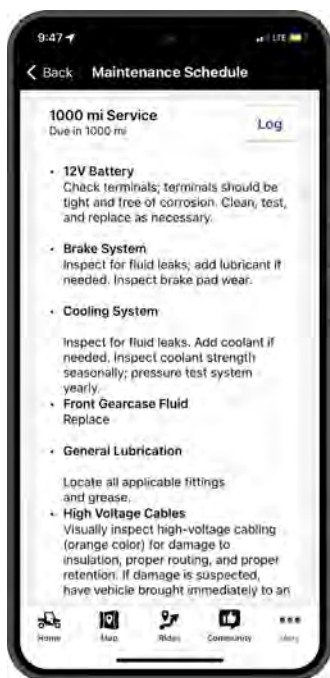 9:47
LTE
Back Maintenance Schedule
1000 mi Service
Due in 1000 mi
Log
• 12V Battery
Check terminals; terminals should be
tight and free of corrosion. Clean, test,
and replace as necessary.
• Brake System
Inspect for fluid leaks; add lubricant if
needed. Inspect brake pad wear.
• Cooling System
Inspect for fluid leaks. Add coolant if
needed. Inspect coolant strength
seasonally; pressure test system
yearly.
• Front Gearcase Fluid
Replace
• General Lubrication
Locate all applicable fittings
and grease.
• High Voltage Cables
Visually inspect high-voltage cabling
(orange color) for damage to
insulation, proper routing, and proper
retention. If damage is suspected,
have vehicle brought immediately to an
Home Map Rides Community More